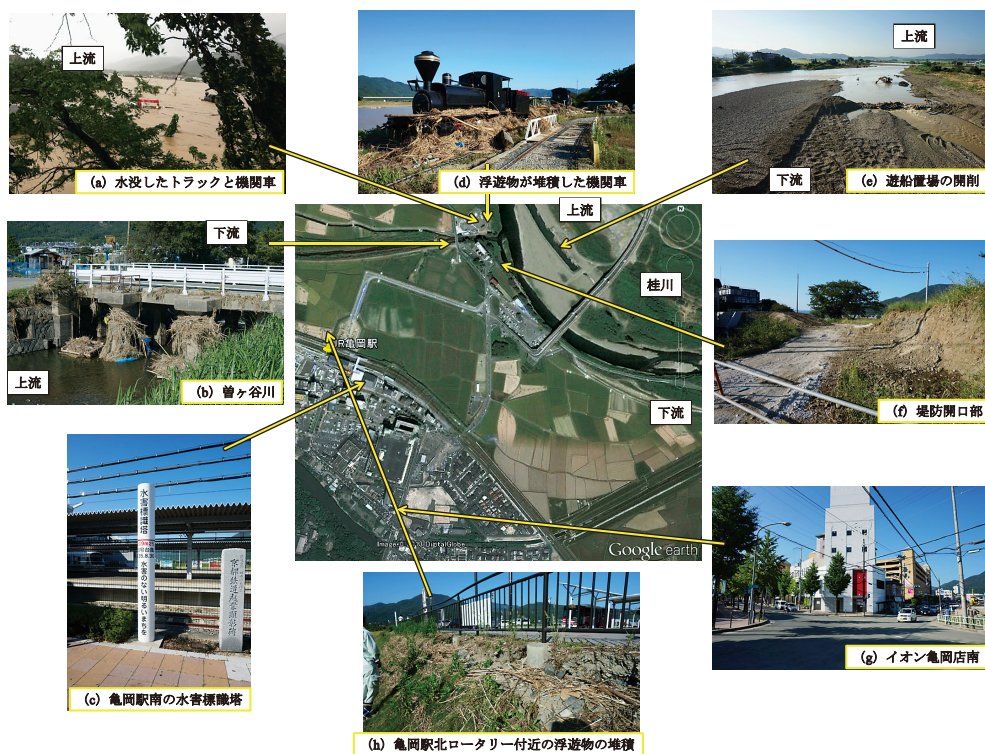 上流
(a) 水没したトラックと機関車
(d) 浮遊物が堆積した機関車
上流
下流
(e) 遊船置場の開削
下流
上流
(b) 曽ヶ谷川
上流
桂川
JR亀岡駅
下流
Google earth
(f) 堤防開口部
水害標識塔
水害のない明るいまちを
(c) 亀岡駅南の水害標識塔
(g) イオン亀岡店南
(h) 亀岡駅北ロータリー付近の浮遊物の堆積